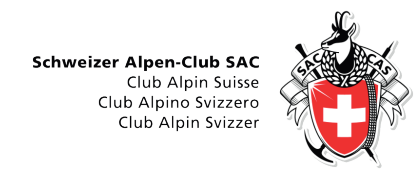 Schweizer Alpen-Club SAC
Club Alpin Suisse
Club Alpino Svizzero
Club Alpin Svizzer
SAC CAS